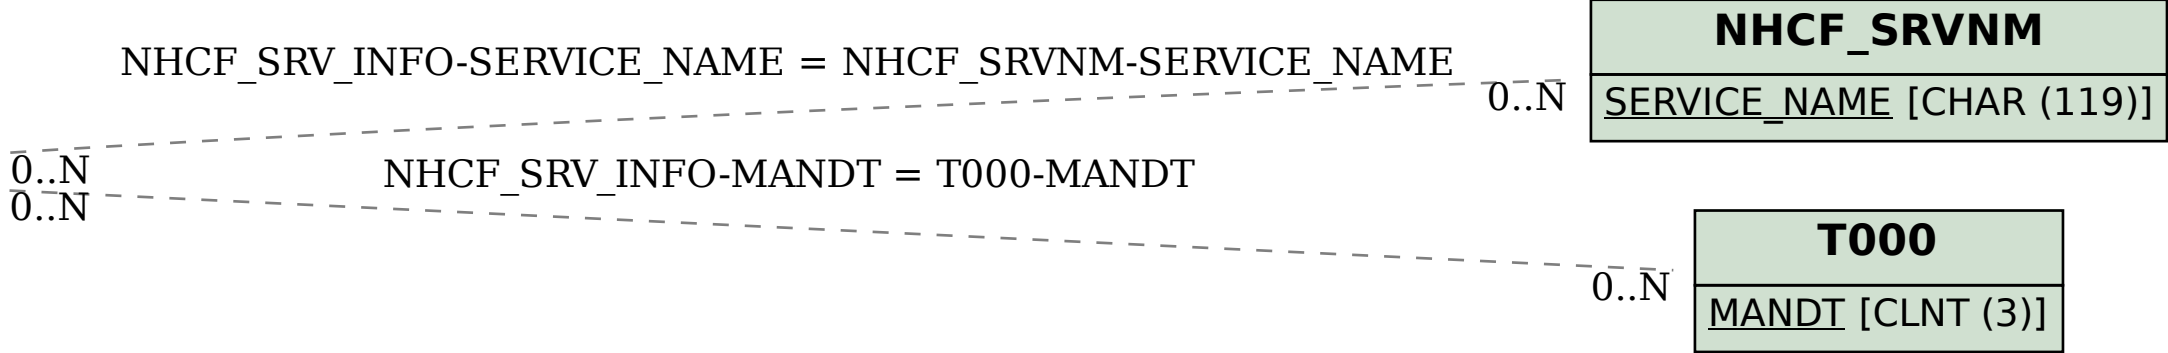 NHCF_SRVNM
NHCF_SRV_INFO-SERVICE_NAME = NHCF_SRVNM-SERVICE_NAME
0..N
SERVICE_NAME [CHAR (119)]
0..N
NHCF_SRV_INFO-MANDT = T000-MANDT
0..N
T000
0..N
MANDT [CLNT (3)]